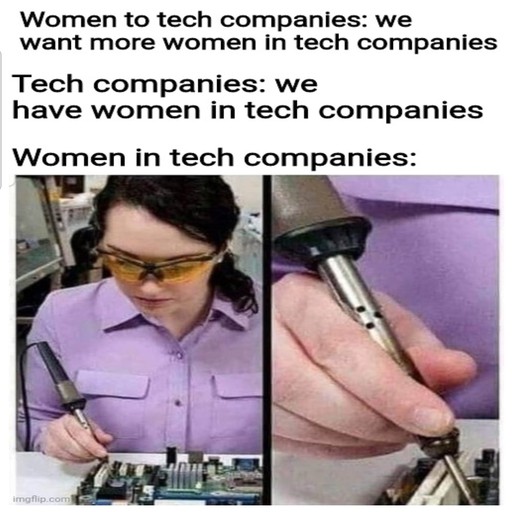 Women to tech companies: we
want more women in tech companies
Tech companies: we
have women in tech companies
Women in tech companies:
imgflip.com